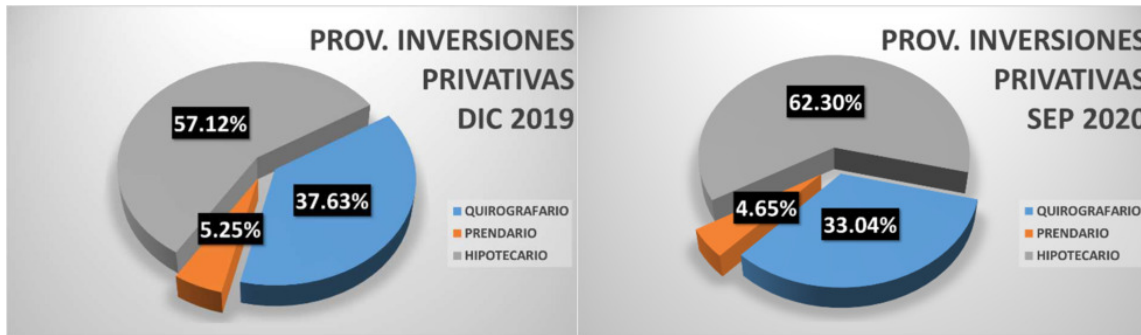 PROV. INVERSIONES
PRIVATIVAS
DIC 2019
57.12%
37.63%
5.25%
QUIROGRAFARIO
PRENDARIO
HIPOTECARIO
PROV. INVERSIONES
PRIVATIVAS
SEP 2020
62.30%
4.65%
33.04%
QUIROGRAFARIO
PRENDARIO
HIPOTECARIO